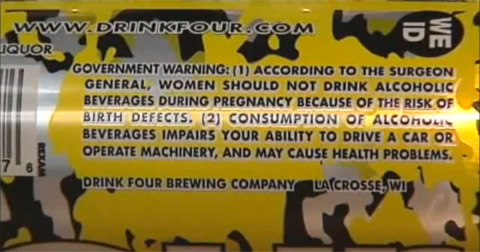 WWW.DRINKFOUR.COM
WE
ID
LIQUOR
GOVERNMENT WARNING: (1) ACCORDING TO THE SURGEON
GENERAL, WOMEN SHOULD NOT DRINK ALCOHOLIC
BEVERAGES DURING PREGNANCY BECAUSE OF THE RISK OF
BIRTH DEFECTS. (2) CONSUMPTION OF ALCOHOLIC
BEVERAGES IMPAIRS YOUR ABILITY TO DRIVE A CAR OR
OPERATE MACHINERY, AND MAY CAUSE HEALTH PROBLEMS.
DRINK FOUR BREWING COMPANY LA CROSSE, WI
REXAM
7